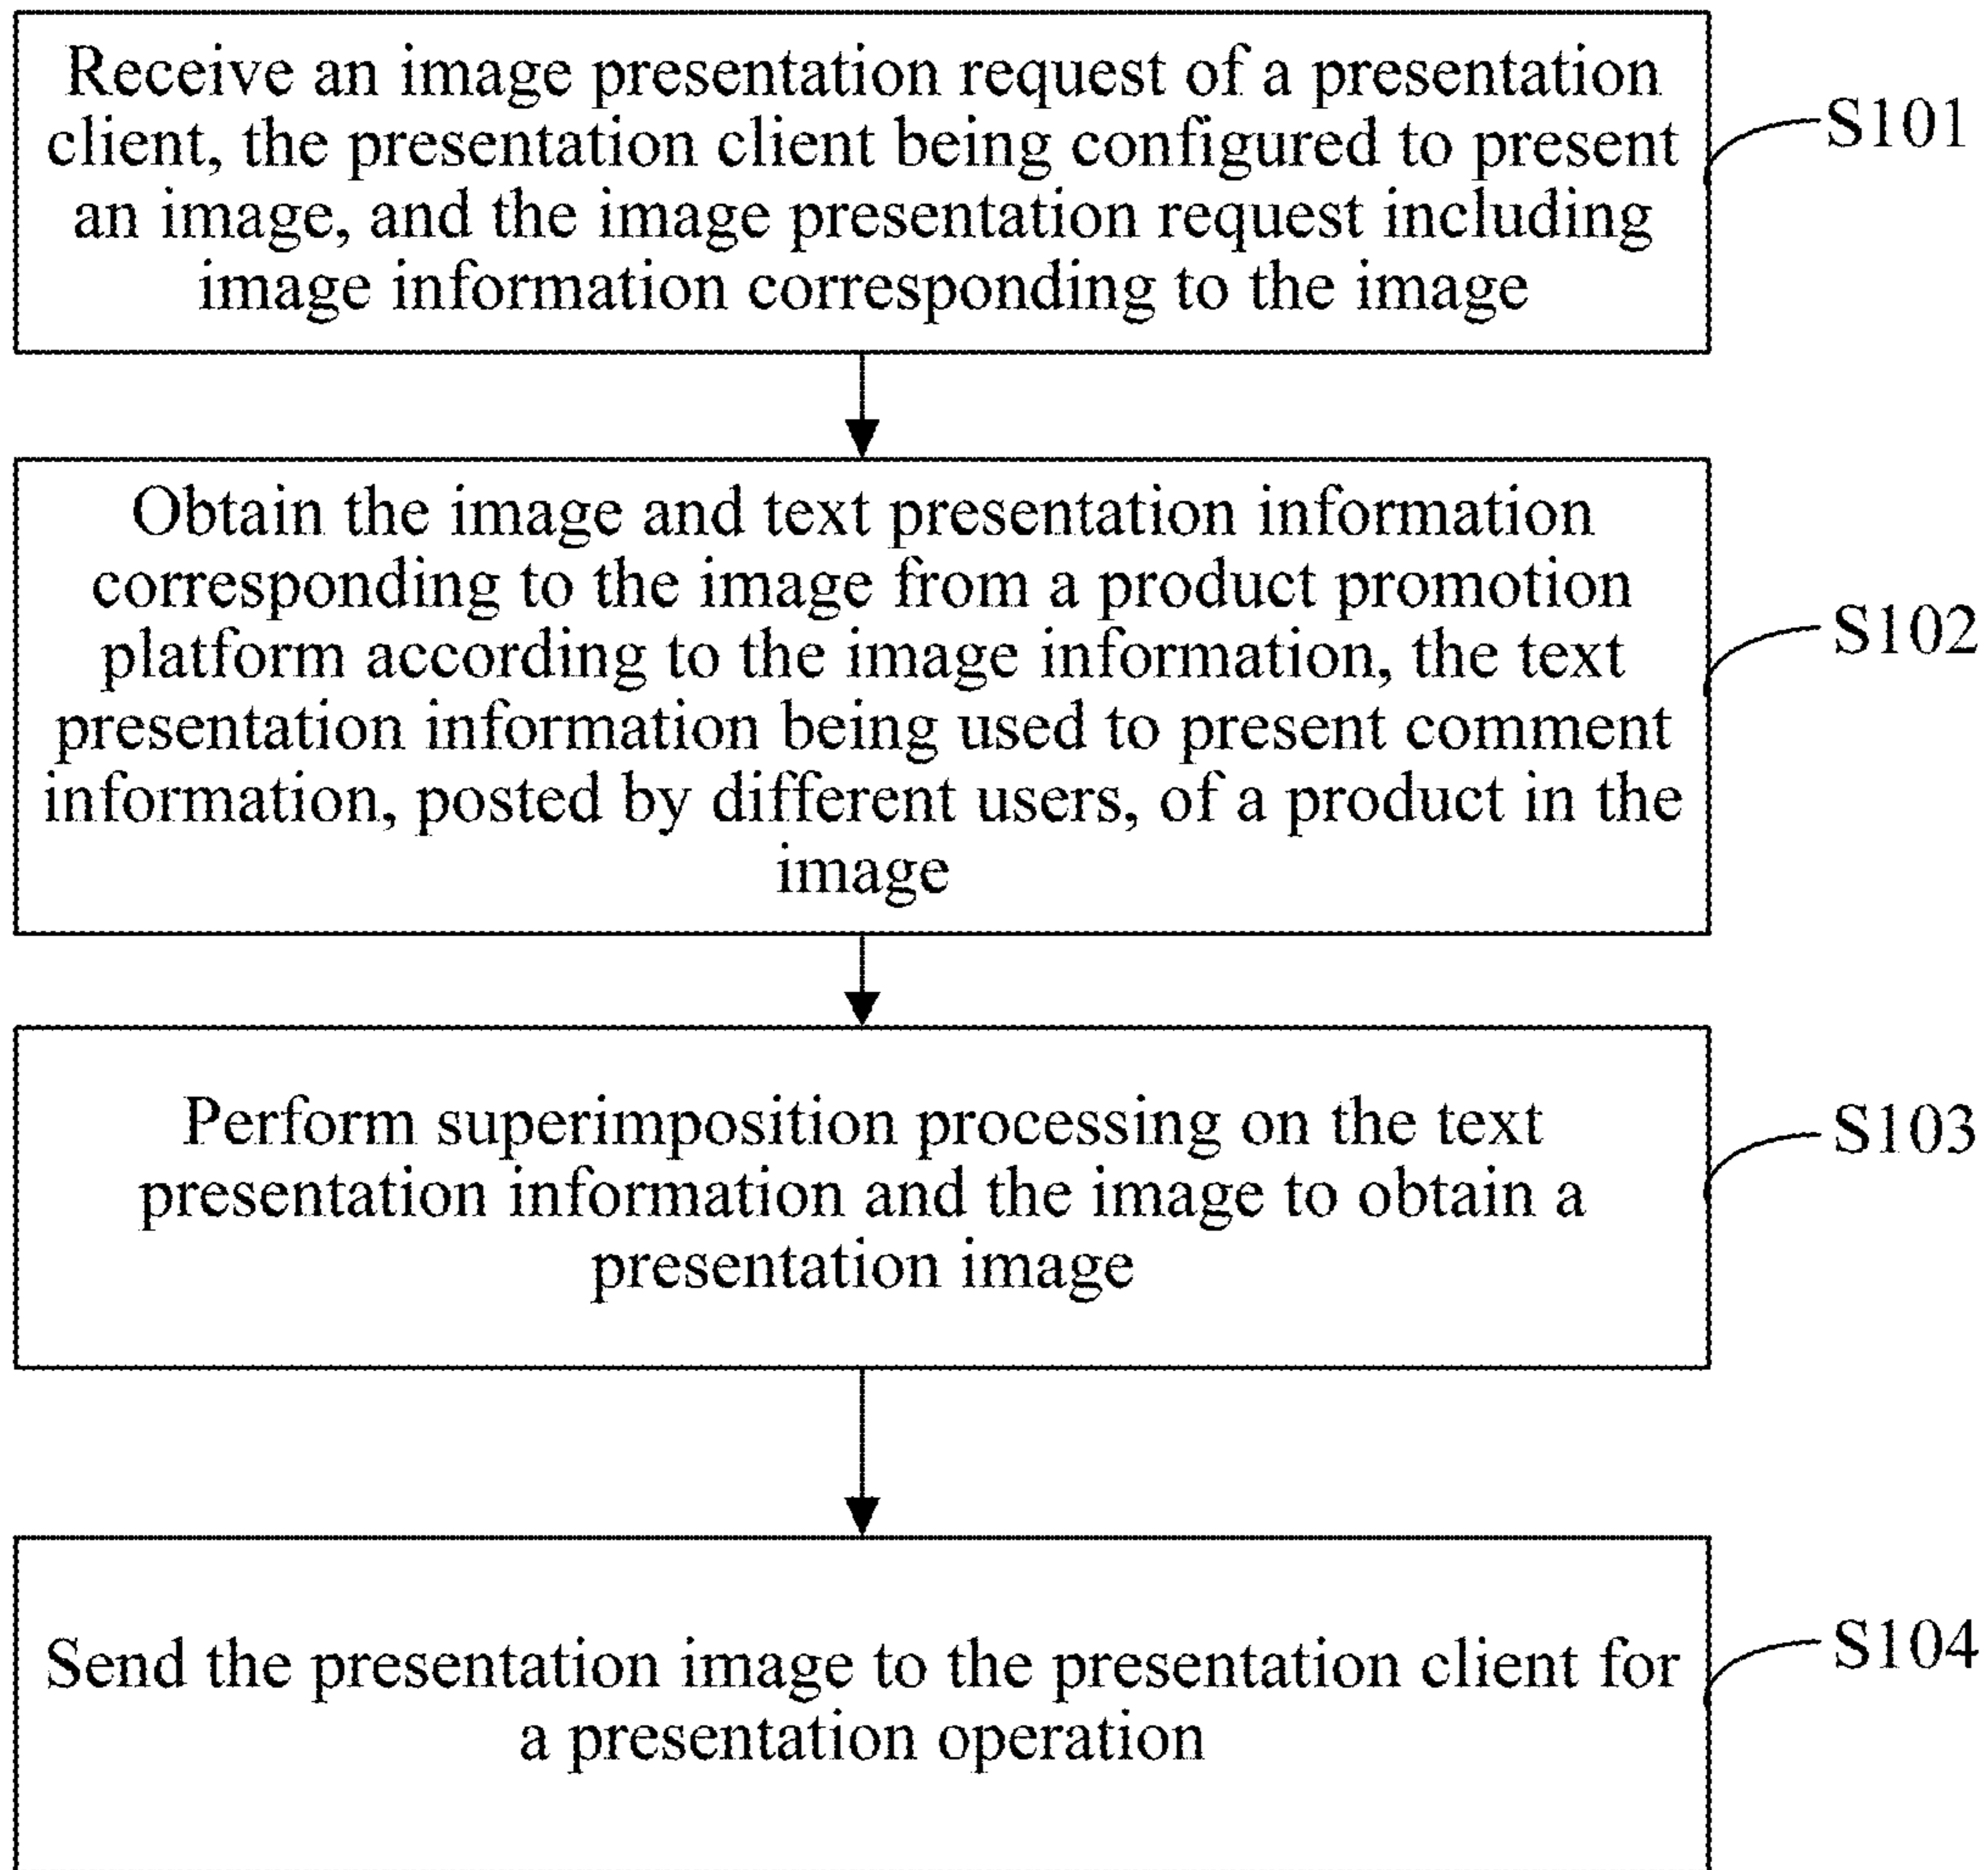 Receive an image presentation request of a presentation
client, the presentation client being configured to present
an image, and the image presentation request including
image information corresponding to the image
S101
Obtain the image and text presentation information
corresponding to the image from a product promotion
platform according to the image information, the text
presentation information being used to present comment
information, posted by different users, of a product in the
image
S102
Perform superimposition processing on the text
presentation information and the image to obtain a
presentation image
S103
Send the presentation image to the presentation client for
a presentation operation
S104